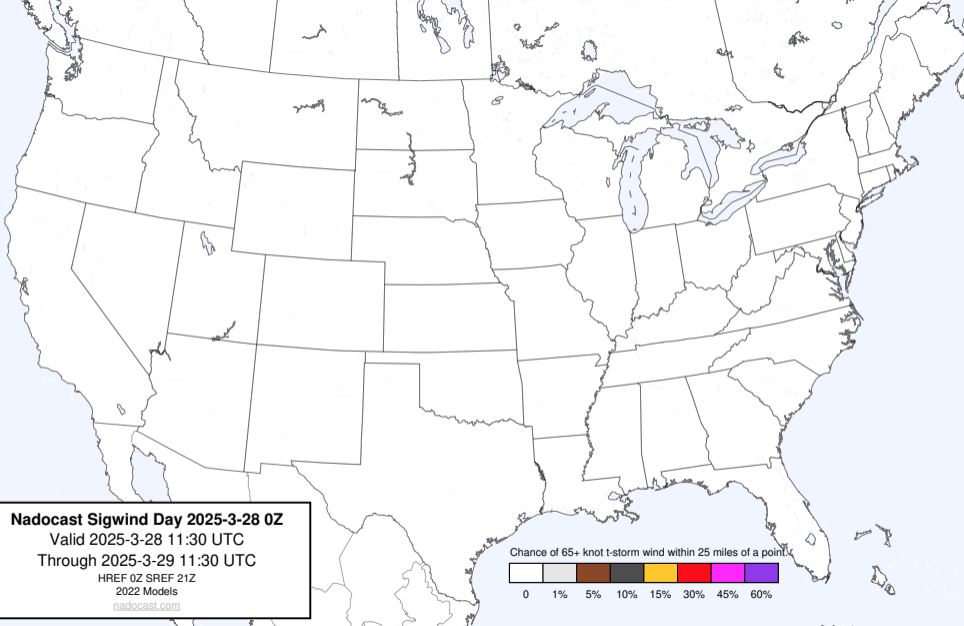 Nadocast Sigwind Day 2025-3-28 0Z
Valid 2025-3-28 11:30 UTC
Through 2025-3-29 11:30 UTC
HREF 0Z SREF 21Z
2022 Models
nadocast.com
Chance of 65+ knot t-storm wind within 25 miles of a point.
0 1% 5% 10% 15% 30% 45% 60%